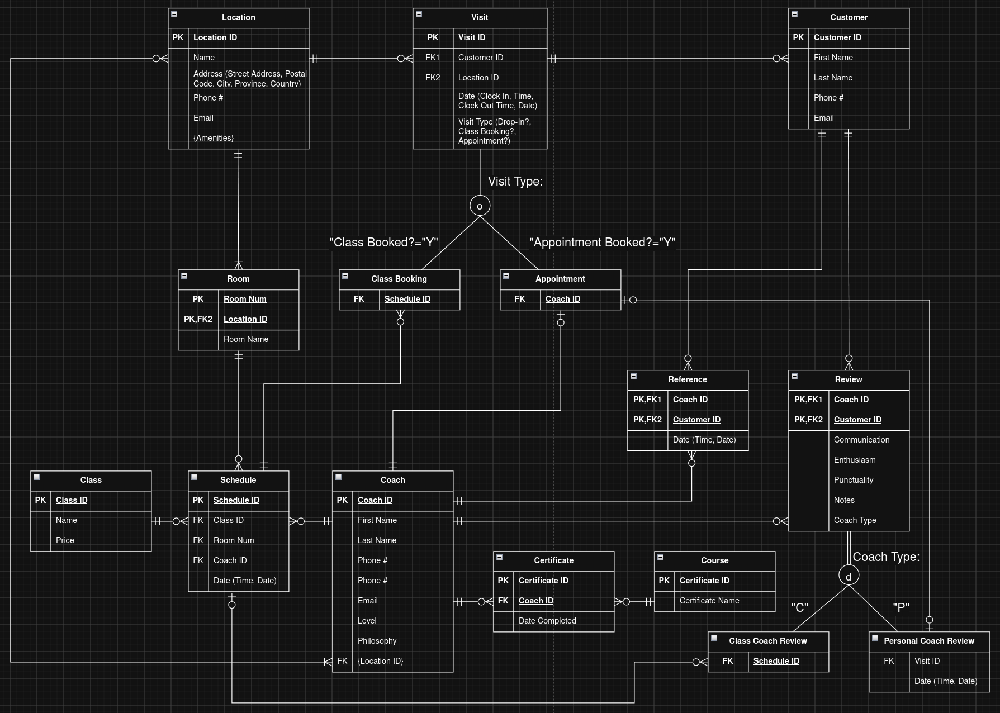 Location
PK Location ID
Name
Address (Street Address, Postal
Code, City, Province, Country)
Phone #
Email
{Amenities}
Visit
PK Visit ID
FK1 Customer ID
FK2 Location ID
Date (Clock In, Time,
Clock Out Time, Date)
Visit Type (Drop-In?,
Class Booking?,
Appointment?)
Customer
PK Customer ID
First Name
Last Name
Phone #
Email
Visit Type:
o
"Class Booked?="Y"
"Appointment Booked?="Y"
Room
PK Room Num
PK,FK2 Location ID
Room Name
Class Booking
FK Schedule ID
Appointment
FK Coach ID
Reference
PK,FK1 Coach ID
PK,FK2 Customer ID
Date (Time, Date)
Review
PK,FK1 Coach ID
PK,FK2 Customer ID
Communication
Enthusiasm
Punctuality
Notes
Coach Type
Class
PK Class ID
Name
Price
Schedule
PK Schedule ID
FK Class ID
FK Room Num
FK Coach ID
Date (Time, Date)
Coach
PK Coach ID
First Name
Last Name
Phone #
Phone #
Email
Level
Philosophy
FK {Location ID}
Certificate
PK Certificate ID
FK Coach ID
Date Completed
Course
PK Certificate ID
Certificate Name
Coach Type:
d
"C"
"P"
Class Coach Review
FK Schedule ID
Personal Coach Review
FK Visit ID
Date (Time, Date)